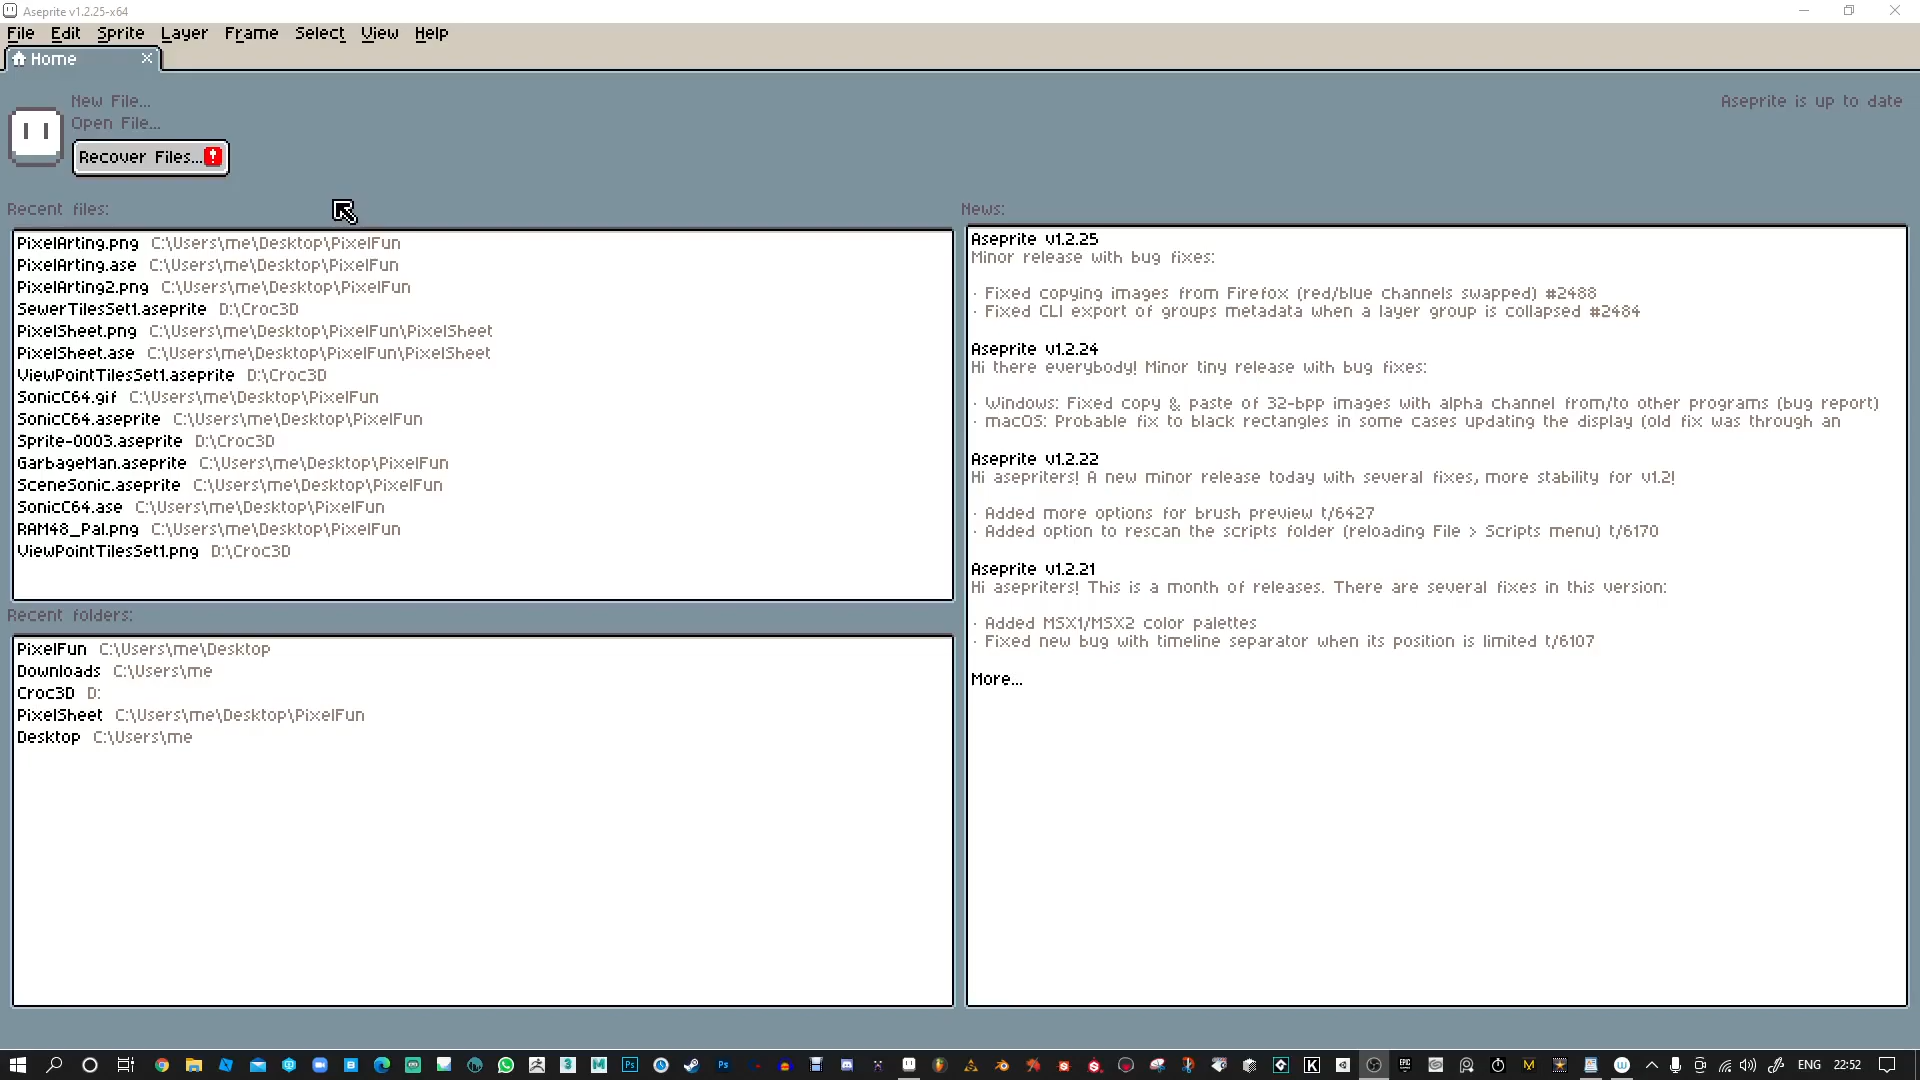 Aseprite v1.2.25-x64
File Edit Sprite Layer Frame Select View Help
Home
New File...
Open File...
Recover Files...
Aseprite is up to date
Recent files:
PixelArting.png C:\Users\me\Desktop\PixelFun
PixelArting.ase C:\Users\me\Desktop\PixelFun
PixelArting2.png C:\Users\me\Desktop\PixelFun
SewerTilesSet1.aseprite D:\Croc3D
PixelSheet.png C:\Users\me\Desktop\PixelFun\PixelSheet
PixelSheet.ase C:\Users\me\Desktop\PixelFun\PixelSheet
ViewPointTilesSet1.aseprite D:\Croc3D
SonicC64.gif C:\Users\me\Desktop\PixelFun
SonicC64.aseprite C:\Users\me\Desktop\PixelFun
Sprite-0003.aseprite D:\Croc3D
GarbageMan.aseprite C:\Users\me\Desktop\PixelFun
SceneSonic.aseprite C:\Users\me\Desktop\PixelFun
SonicC64.ase C:\Users\me\Desktop\PixelFun
RAM48_Pal.png C:\Users\me\Desktop\PixelFun
ViewPointTilesSet1.png D:\Croc3D
Recent folders:
PixelFun C:\Users\me\Desktop
Downloads C:\Users\me
Croc3D D:
PixelSheet C:\Users\me\Desktop\PixelFun
Desktop C:\Users\me
News:
Aseprite v1.2.25
Minor release with bug fixes:
· Fixed copying images from Firefox (red/blue channels swapped) #2488
· Fixed CLI export of groups metadata when a layer group is collapsed #2484
Aseprite v1.2.24
Hi there everybody! Minor tiny release with bug fixes:
· Windows: Fixed copy & paste of 32-bpp images with alpha channel from/to other programs (bug report)
· macOS: Probable fix to black rectangles in some cases updating the display (old fix was through an
Aseprite v1.2.22
Hi asepriters! A new minor release today with several fixes, more stability for v1.2!
· Added more options for brush preview t/6427
· Added option to rescan the scripts folder (reloading File > Scripts menu) t/6170
Aseprite v1.2.21
Hi asepriters! This is a month of releases. There are several fixes in this version:
· Added MSX1/MSX2 color palettes
· Fixed new bug with timeline separator when its position is limited t/6107
More...
ENG 22:52